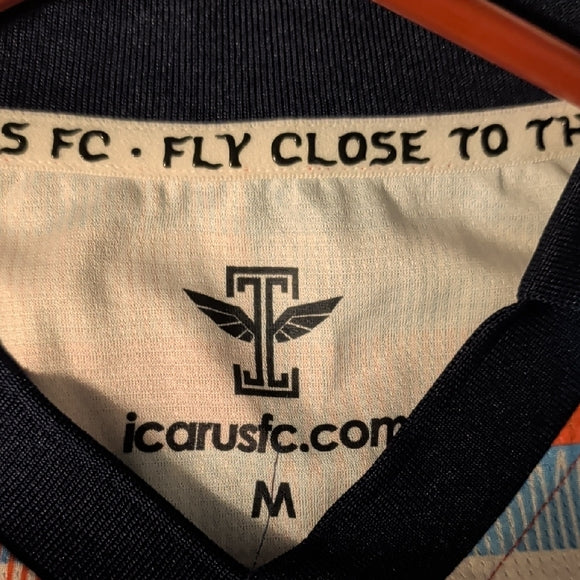 S FC · FLY CLOSE TO TH
icarusfc.com
M